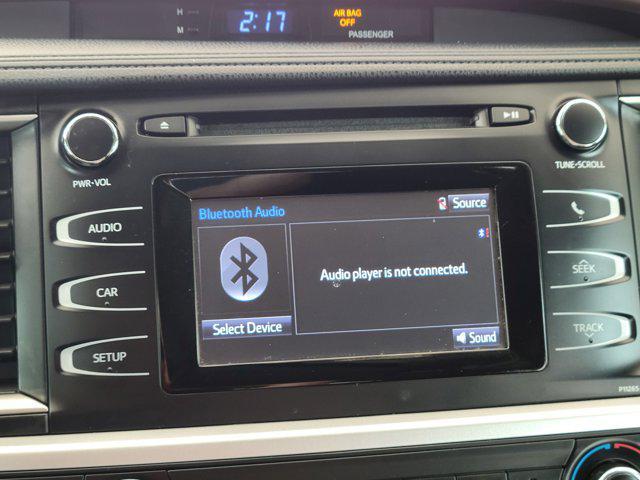 H
M
2:17
AIR BAG
OFF
PASSENGER
PWR-VOL
TUNE-SCROLL
AUDIO
CAR
SETUP
SEEK
TRACK
Bluetooth Audio
Source
Audio player is not connected.
Select Device
Sound
P11265